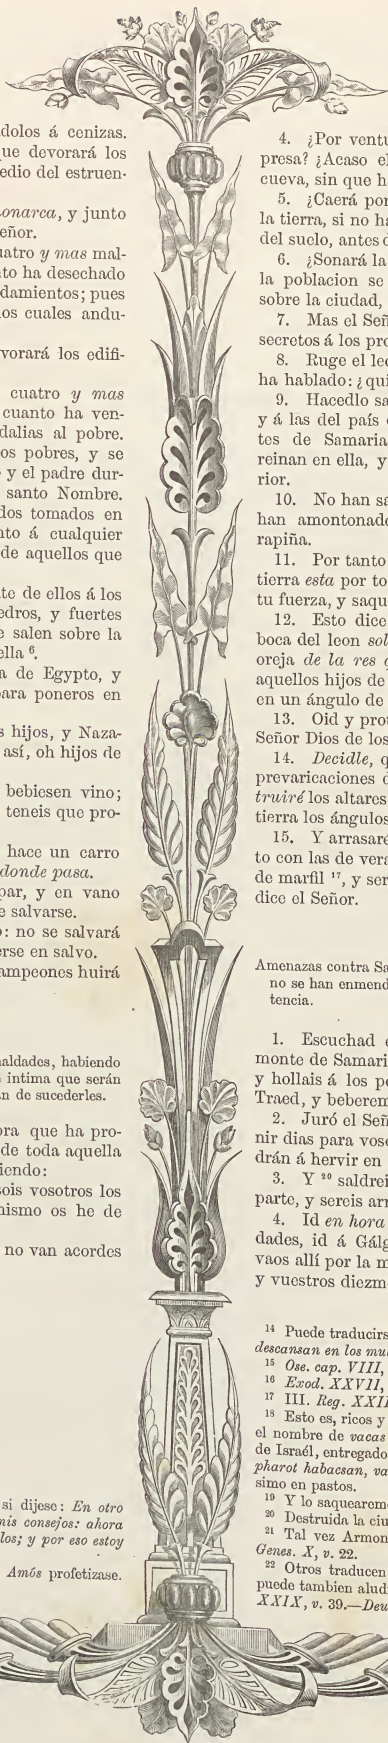 dolos á cenizas.
ue devorará los
edio del estruen-
onarca, y junto
eñor.
uatro y mas mal-
to ha desechado
damientos; pues
os cuales andu-
vorará los edifi-
cuatro y mas
cuanto ha ven-
dalias al pobre.
os pobres, y se
y el padre dur-
santo Nombre.
dos tomados en
nto á cualquier
de aquellos que
te de ellos á los
edros, y fuertes
e salen sobre la
ella 6.
a de Egipto, y
para poneros en
s hijos, y Naza-
así, oh hijos de
bebiesen vino;
teneis que pro-
hace un carro
donde pasa.
par, y en vano
e salvarse.
o: no se salvará
erse en salvo.
ampeones huirá
naldades, habiendo
intima que serán
an de sucederles.
ora que ha pro-
de toda aquella
iendo:
sois vosotros los
mismo os he de
no van acordes
si dijese: En otro
mis consejos: ahora
los; y por eso estoy
Amós profetizase.
4. ¿Por ventu
presa? ¿Acaso el
cueva, sin que h
5. ¿Caerá por
la tierra, si no ha
del suelo, antes d
6. ¿Sonará la
la poblacion se
sobre la ciudad,
7. Mas el Señ
secretos á los pro
8. Ruge el leo
ha hablado: ¿qui
9. Hacedlo sa
y á las del país
tes de Samaria
reinan en ella, y
rior.
10. No han sa
han amontonado
rapiña.
11. Por tanto
tierra esta por to
tu fuerza, y saqu
12. Esto dice
boca del leon sol
oreja de la res
aquellos hijos de
en un ángulo de
13. Oid y prot
Señor Dios de los
14. Decidle, q
prevaricaciones d
truiré los altares
tierra los ángulos
15. Y arrasaré
to con las de vera
de marfil 17, y ser
dice el Señor.
Amenazas contra Sa
no se han enmend
tencia.
1. Escuchad e
monte de Samari
y hollais á los po
Traed, y beberem
2. Juró el Señ
nir dias para vose
drán á hervir en
3. Y 20 saldrei
parte, y sereis arr
4. Id en hora
dades, id á Gálg
vaos allí por la m
y vuestros diezm
14 Puede traducirs
descansan en los mu
15 Ose. cap. VIII,
16 Exod. XXVII,
17 III. Reg. XXII
18 Esto es, ricos y
el nombre de vacas
de Israél, entregado
pharot habacsan, va
simo en pastos.
19 Y lo saquearem
20 Destruida la ciu
21 Tal vez Armon
Genes. X, v. 22.
22 Otros traducen
puede tambien alud
XXIX, v. 39.—Deu